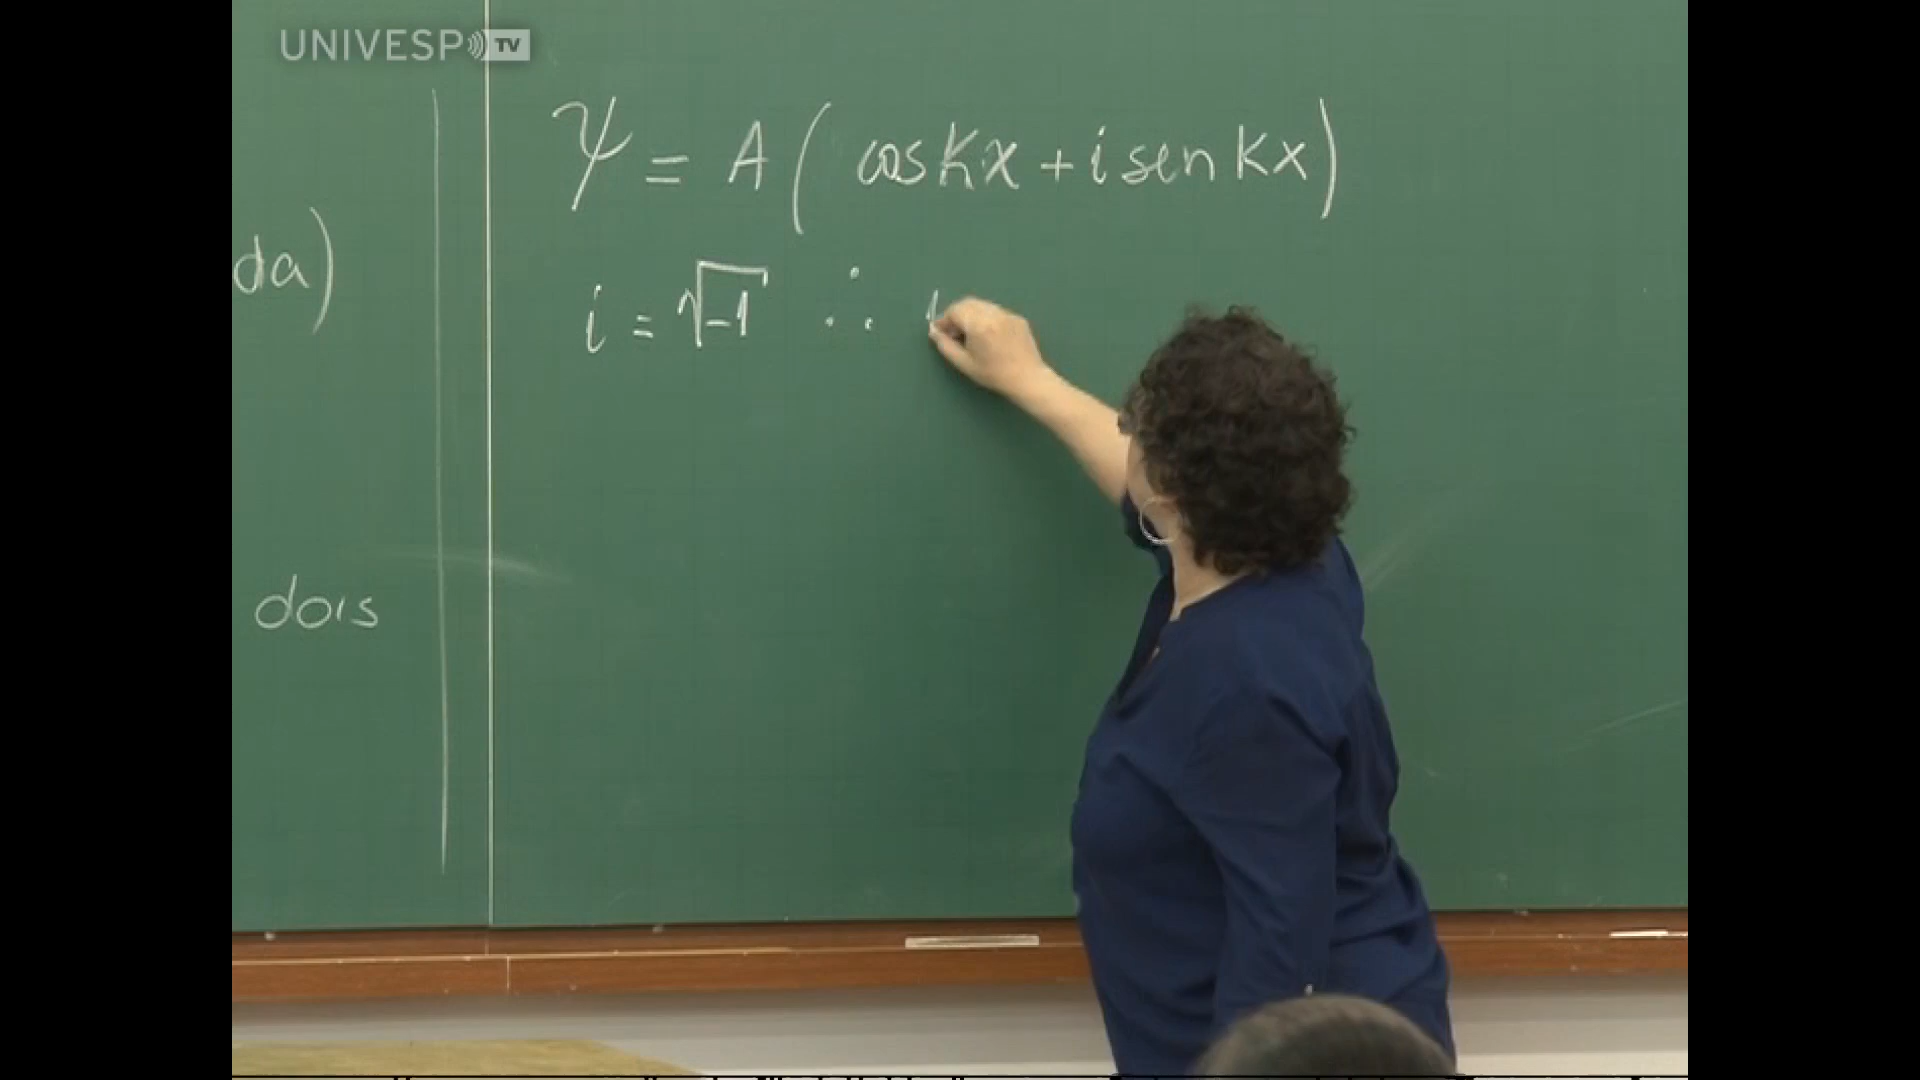 UNIVESP TV
ψ = A ( cos kx + i sen kx )
da)
i = √-1 ∴
dois